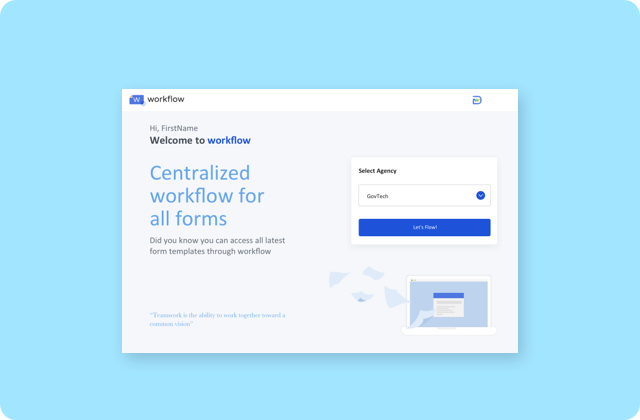 W workflow
Hi, FirstName
Welcome to workflow
Centralized
workflow for
all forms
Did you know you can access all latest
form templates through workflow
Select Agency
GovTech
Let's Flow!
“Teamwork is the ability to work together toward a
common vision”